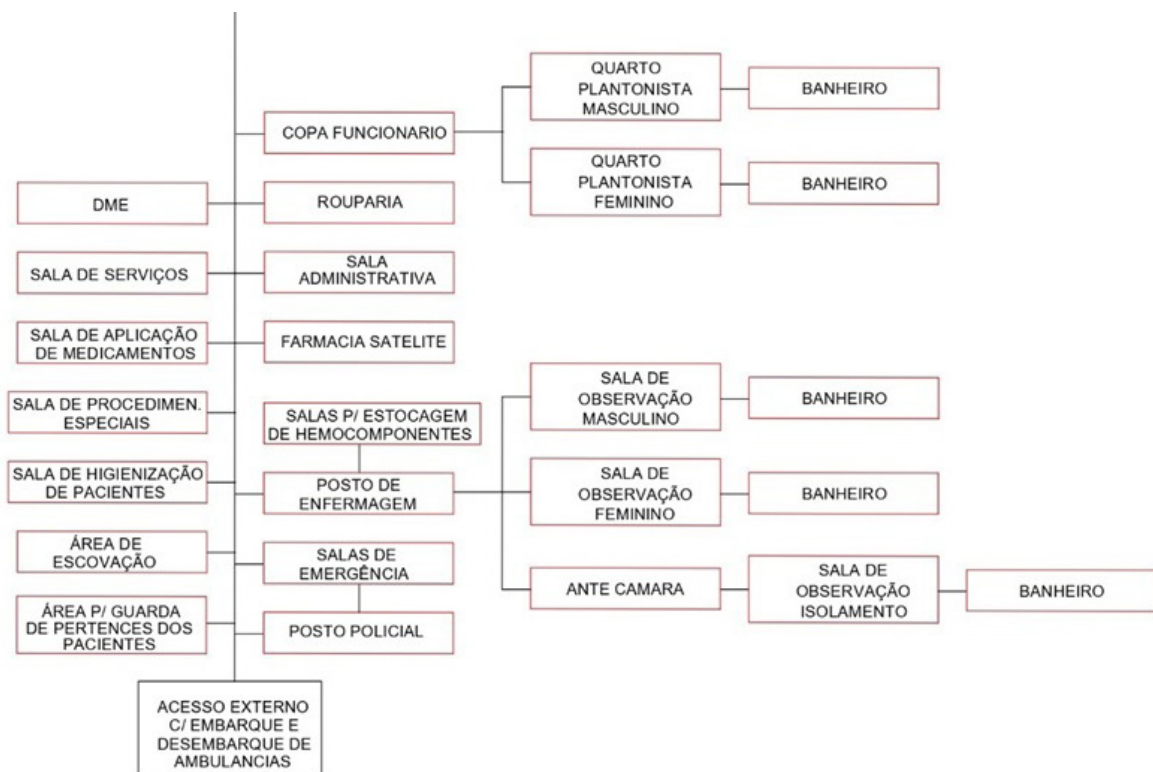 QUARTO
PLANTONISTA
MASCULINO
BANHEIRO
COPA FUNCIONARIO
QUARTO
PLANTONISTA
FEMININO
BANHEIRO
DME
ROUPARIA
SALA DE SERVIÇOS
SALA
ADMINISTRATIVA
SALA DE APLICAÇÃO
DE MEDICAMENTOS
FARMACIA SATELITE
SALA DE PROCEDIMEN.
ESPECIAIS
SALAS P/ ESTOCAGEM
DE HEMOCOMPONENTES
SALA DE
OBSERVAÇÃO
MASCULINO
BANHEIRO
SALA DE HIGIENIZAÇÃO
DE PACIENTES
POSTO DE
ENFERMAGEM
SALA DE
OBSERVAÇÃO
FEMININO
BANHEIRO
ÁREA DE
ESCOVAÇÃO
SALAS DE
EMERGÊNCIA
ANTE CAMARA
SALA DE
OBSERVAÇÃO
ISOLAMENTO
BANHEIRO
ÁREA P/ GUARDA
DE PERTENCES DOS
PACIENTES
POSTO POLICIAL
ACESSO EXTERNO
C/ EMBARQUE E
DESEMBARQUE DE
AMBULANCIAS